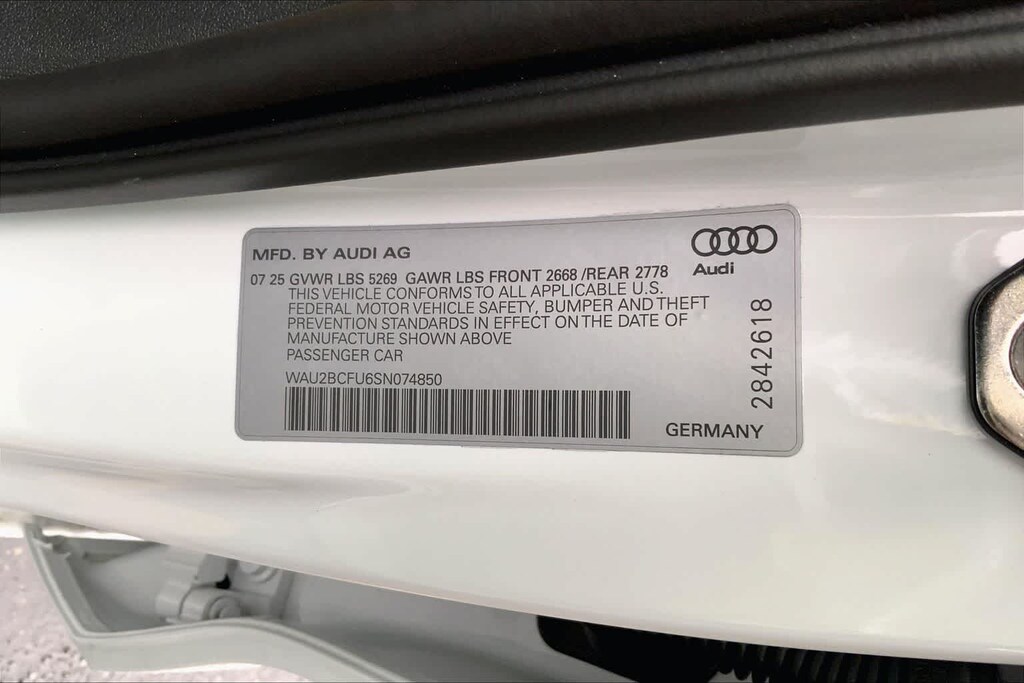 MFD. BY AUDI AG
Audi
07 25 GVWR LBS 5269 GAWR LBS FRONT 2668 /REAR 2778
THIS VEHICLE CONFORMS TO ALL APPLICABLE U.S.
FEDERAL MOTOR VEHICLE SAFETY, BUMPER AND THEFT
PREVENTION STANDARDS IN EFFECT ON THE DATE OF
MANUFACTURE SHOWN ABOVE
PASSENGER CAR
WAU2BCFU6SN074850
2842618
GERMANY